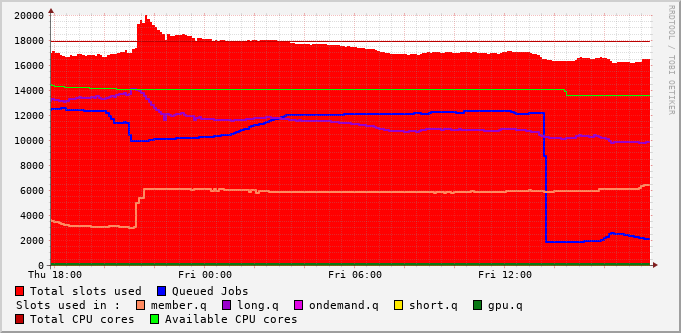 RRDTOOL / TOBI OETIKER
20000
18000
16000
14000
12000
10000
8000
6000
4000
2000
0
Thu 18:00 Fri 00:00 Fri 06:00 Fri 12:00
Total slots used Queued Jobs
Slots used in : member.q long.q ondemand.q short.q gpu.q
Total CPU cores Available CPU cores